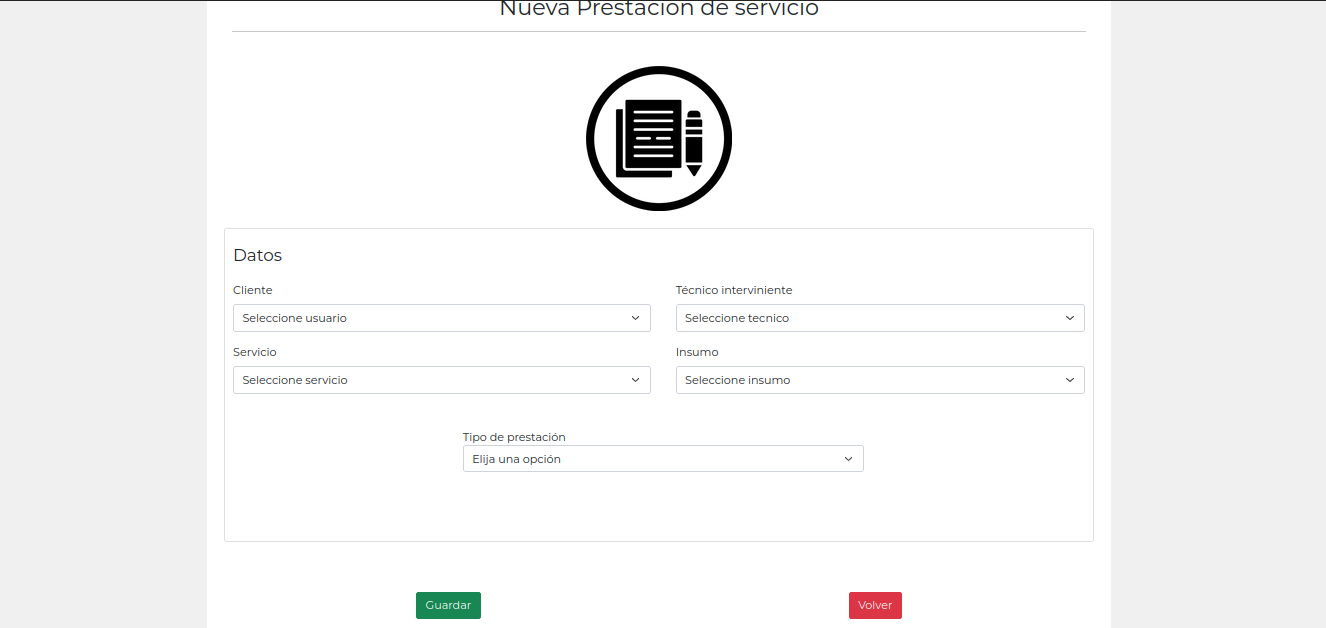 Nueva Prestación de servicio
Datos
Cliente
Técnico interviniente
Seleccione usuario
Seleccione tecnico
Servicio
Insumo
Seleccione servicio
Seleccione insumo
Tipo de prestación
Elija una opción
Guardar
Volver